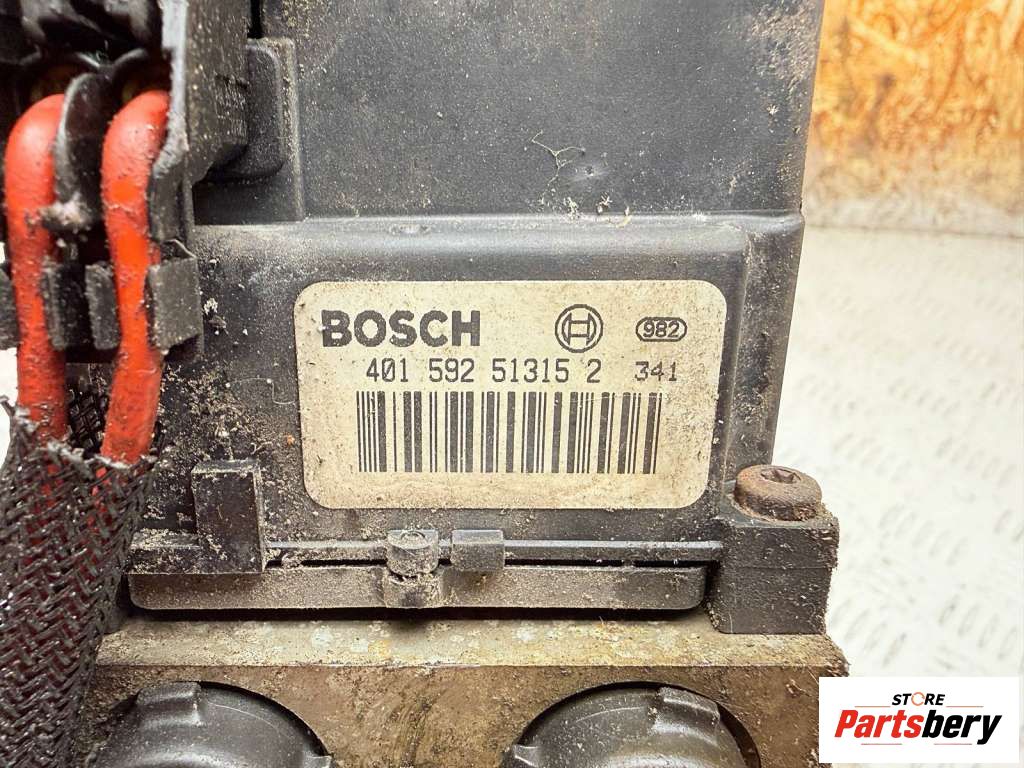 BOSCH 982
401 592 51315 2 341
STORE
Partsbery